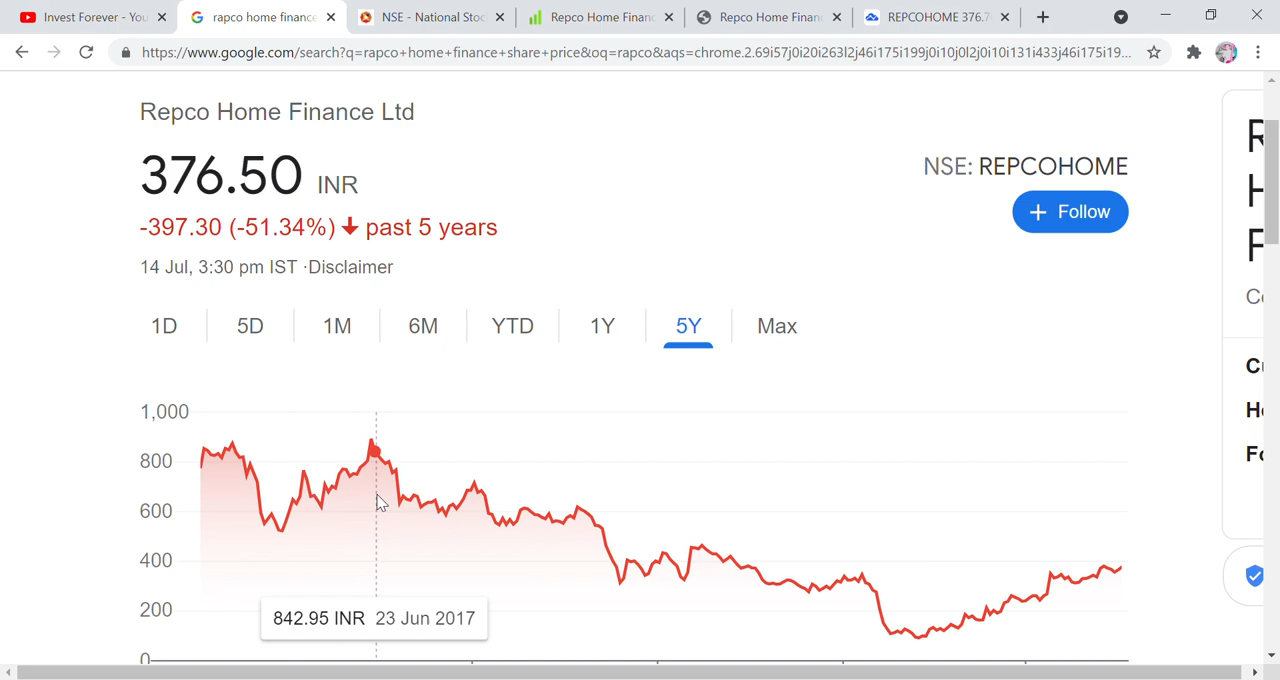 Invest Forever - You
rapco home finance
NSE - National Stoc
Repco Home Financ
Repco Home Financ
REPCOHOME 376.7
https://www.google.com/search?q=rapco+home+finance+share+price&oq=rapco&aqs=chrome.2.69i57j0i20i263l2j46i175i199j0i10j0l2j0i10i131i433j46i175i19...
Repco Home Finance Ltd
376.50 INR
NSE: REPCOHOME
-397.30 (-51.34%) past 5 years
+ Follow
14 Jul, 3:30 pm IST ·Disclaimer
1D 5D 1M 6M YTD 1Y 5Y Max
1,000
800
600
400
200
0
842.95 INR 23 Jun 2017
R
H
F